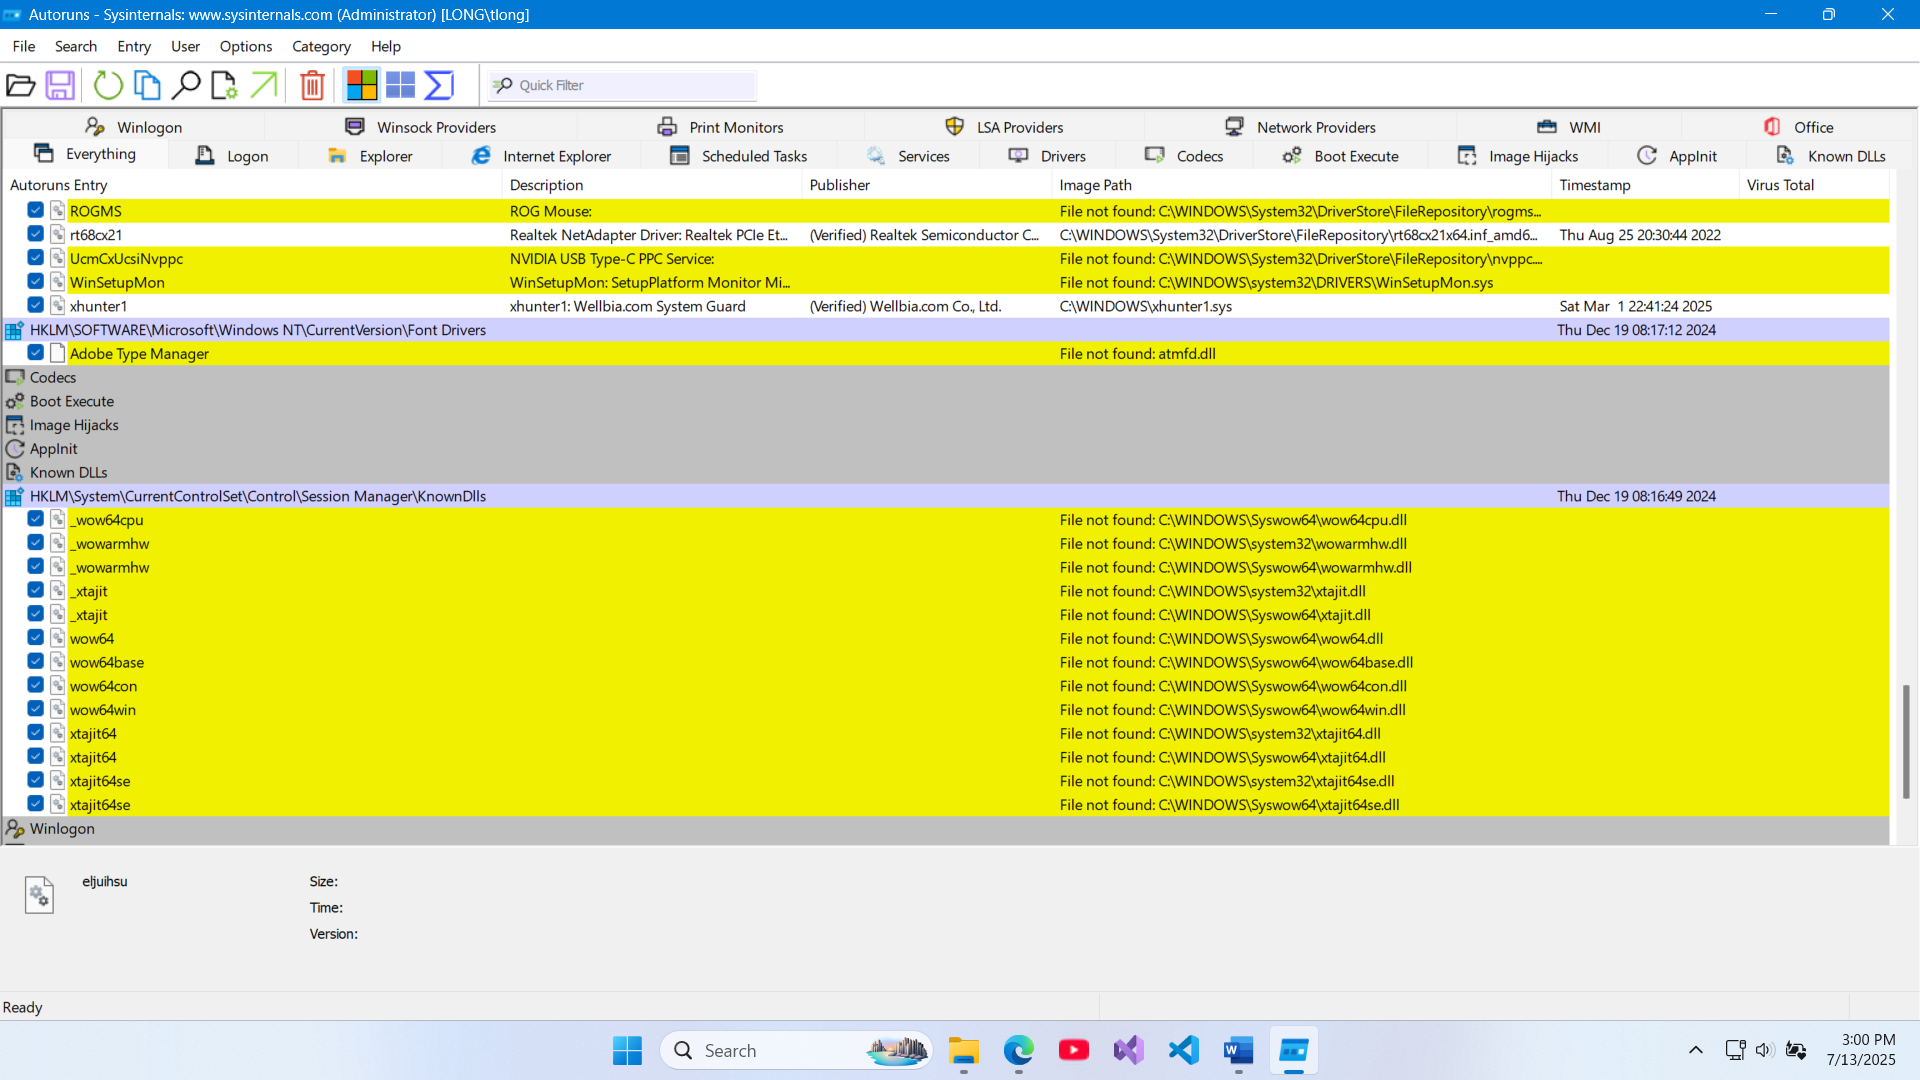 Autoruns - Sysinternals: www.sysinternals.com (Administrator) [LONG\tlong]
File Search Entry User Options Category Help
Quick Filter
Winlogon Winsock Providers Print Monitors LSA Providers Network Providers WMI Office
Everything Logon Explorer Internet Explorer Scheduled Tasks Services Drivers Codecs Boot Execute Image Hijacks AppInit Known DLLs
Autoruns Entry Description Publisher Image Path Timestamp Virus Total
ROGMS ROG Mouse: File not found: C:\WINDOWS\System32\DriverStore\FileRepository\rogms...
rt68cx21 Realtek NetAdapter Driver: Realtek PCIe Et... (Verified) Realtek Semiconductor C... C:\WINDOWS\System32\DriverStore\FileRepository\rt68cx21x64.inf_amd6... Thu Aug 25 20:30:44 2022
UcmCxUcsiNvppc NVIDIA USB Type-C PPC Service: File not found: C:\WINDOWS\System32\DriverStore\FileRepository\nvppc....
WinSetupMon WinSetupMon: SetupPlatform Monitor Mi... File not found: C:\WINDOWS\system32\DRIVERS\WinSetupMon.sys
xhunter1 xhunter1: Wellbia.com System Guard (Verified) Wellbia.com Co., Ltd. C:\WINDOWS\xhunter1.sys Sat Mar 1 22:41:24 2025
HKLM\SOFTWARE\Microsoft\Windows NT\CurrentVersion\Font Drivers Thu Dec 19 08:17:12 2024
Adobe Type Manager File not found: atmfd.dll
Codecs
Boot Execute
Image Hijacks
AppInit
Known DLLs
HKLM\System\CurrentControlSet\Control\Session Manager\KnownDlls Thu Dec 19 08:16:49 2024
_wow64cpu File not found: C:\WINDOWS\Syswow64\wow64cpu.dll
_wowarmhw File not found: C:\WINDOWS\system32\wowarmhw.dll
_wowarmhw File not found: C:\WINDOWS\Syswow64\wowarmhw.dll
_xtajit File not found: C:\WINDOWS\system32\xtajit.dll
_xtajit File not found: C:\WINDOWS\Syswow64\xtajit.dll
wow64 File not found: C:\WINDOWS\Syswow64\wow64.dll
wow64base File not found: C:\WINDOWS\Syswow64\wow64base.dll
wow64con File not found: C:\WINDOWS\Syswow64\wow64con.dll
wow64win File not found: C:\WINDOWS\Syswow64\wow64win.dll
xtajit64 File not found: C:\WINDOWS\system32\xtajit64.dll
xtajit64 File not found: C:\WINDOWS\Syswow64\xtajit64.dll
xtajit64se File not found: C:\WINDOWS\system32\xtajit64se.dll
xtajit64se File not found: C:\WINDOWS\Syswow64\xtajit64se.dll
Winlogon
eljuihsu Size:
Time:
Version:
Ready
Search
3:00 PM
7/13/2025